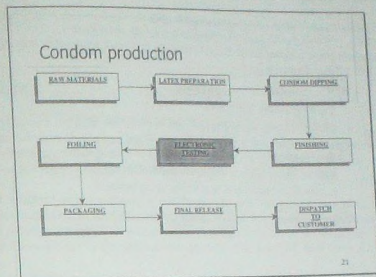 Condom production
RAW MATERIALS
LATEX PREPARATION
CONDOM DIPPING
FOILING
ELECTRONIC
TESTING
FINISHING
PACKAGING
FINAL RELEASE
DISPATCH
TO
CUSTOMER
21